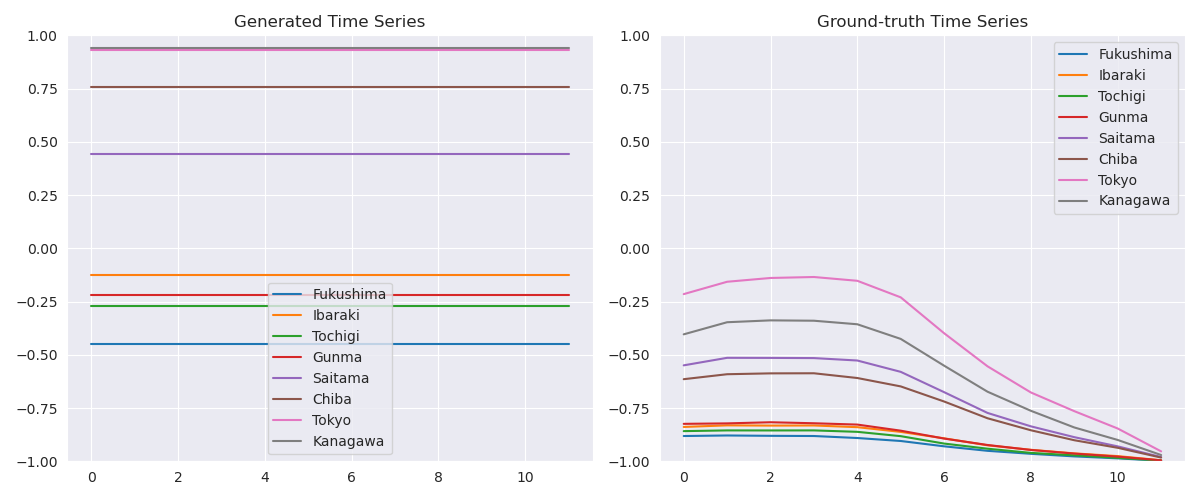 Generated Time Series
1.00
0.75
0.50
0.25
0.00
−0.25
−0.50
−0.75
−1.00
0 2 4 6 8 10
Fukushima
Ibaraki
Tochigi
Gunma
Saitama
Chiba
Tokyo
Kanagawa
Ground-truth Time Series
1.00
0.75
0.50
0.25
0.00
−0.25
−0.50
−0.75
−1.00
0 2 4 6 8 10
Fukushima
Ibaraki
Tochigi
Gunma
Saitama
Chiba
Tokyo
Kanagawa